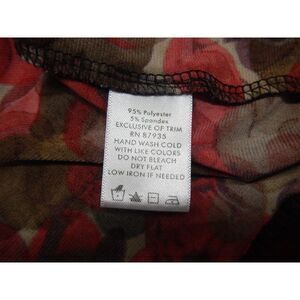 95% Polyester
5% Spandex
EXCLUSIVE OF TRIM
RN 87935
HAND WASH COLD
WITH LIKE COLORS
DO NOT BLEACH
DRY FLAT
LOW IRON IF NEEDED